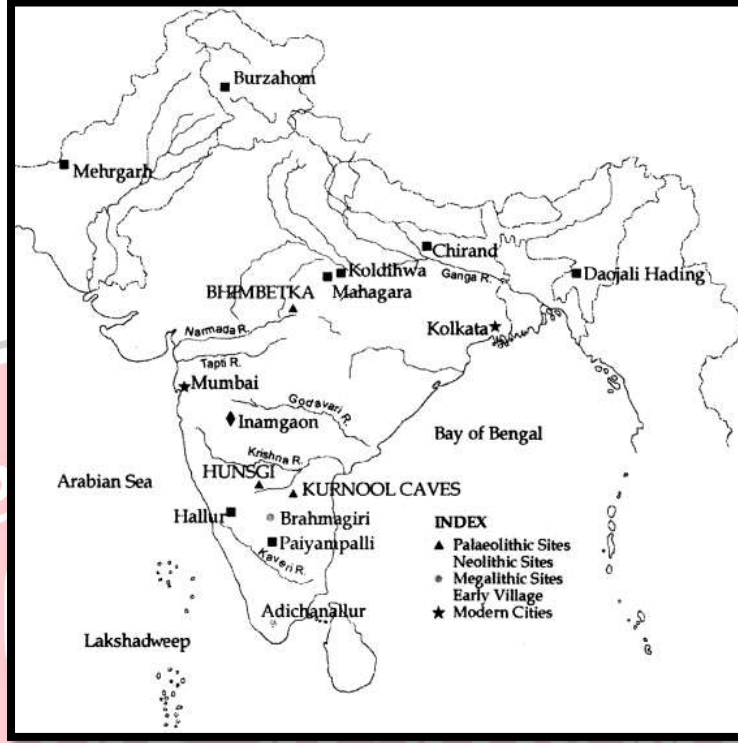 Burzahom
Mehrgarh
Chirand
Koldihwa
Ganga R.
Daojali Hading
Mahagara
BHIMBETKA
Kolkata
Narmada R.
Tapti R.
Mumbai
Godavari R.
Inamgaon
Bay of Bengal
Krishna R.
HUNSGI
Arabian Sea
KURNOOL CAVES
Hallur
Brahmagiri
INDEX
Paiyampalli
Palaeolithic Sites
Neolithic Sites
Kaveri R.
Megalithic Sites
Early Village
Adichanallur
Modern Cities
Lakshadweep